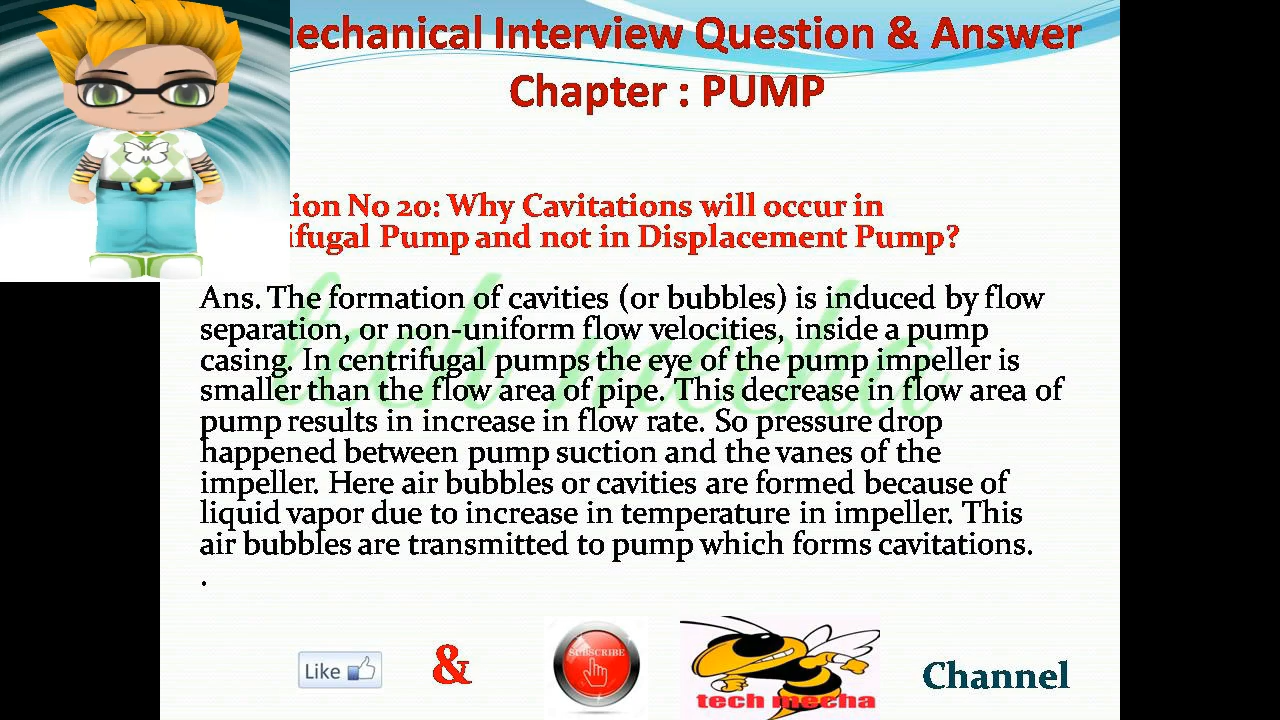 Mechanical Interview Question & Answer
Chapter : PUMP
tion No 20: Why Cavitations will occur in
ifugal Pump and not in Displacement Pump?
Ans. The formation of cavities (or bubbles) is induced by flow
separation, or non-uniform flow velocities, inside a pump
casing. In centrifugal pumps the eye of the pump impeller is
smaller than the flow area of pipe. This decrease in flow area of
pump results in increase in flow rate. So pressure drop
happened between pump suction and the vanes of the
impeller. Here air bubbles or cavities are formed because of
liquid vapor due to increase in temperature in impeller. This
air bubbles are transmitted to pump which forms cavitations.
.
tech mecha
Like & SUBSCRIBE tech mecha Channel